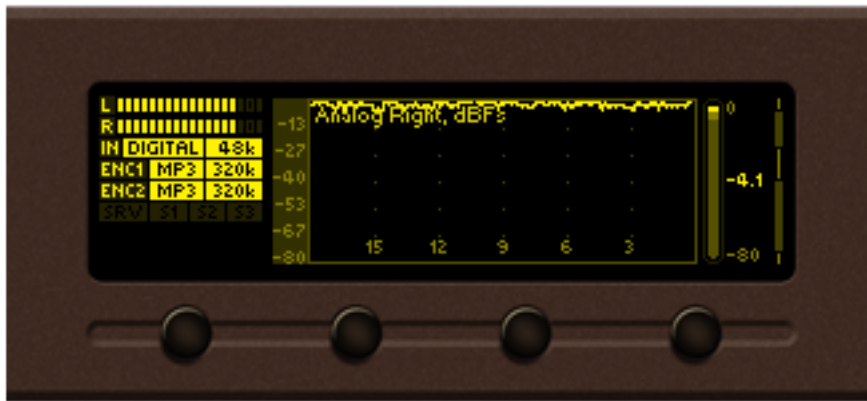 L
R
IN DIGITAL 48k
ENC1 MP3 320k
ENC2 MP3 320k
SRV S1 S2 S3
Analog Right, dBFs
-13
-27
-40
-53
-67
-80
15 12 9 6 3
0
-4.1
-80